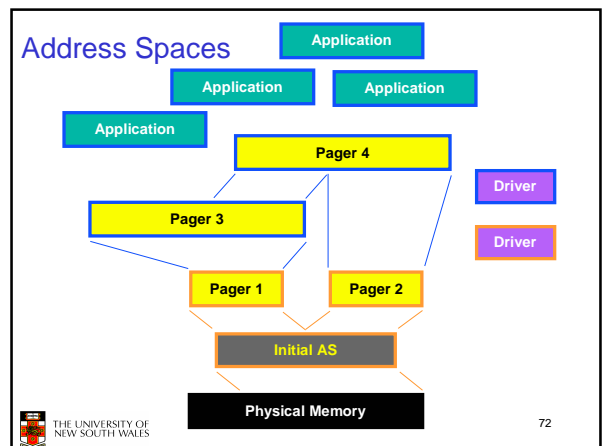 Address Spaces
Application
Application
Application
Application
Pager 4
Driver
Pager 3
Driver
Pager 1
Pager 2
Initial AS
Physical Memory
THE UNIVERSITY OF
NEW SOUTH WALES
72